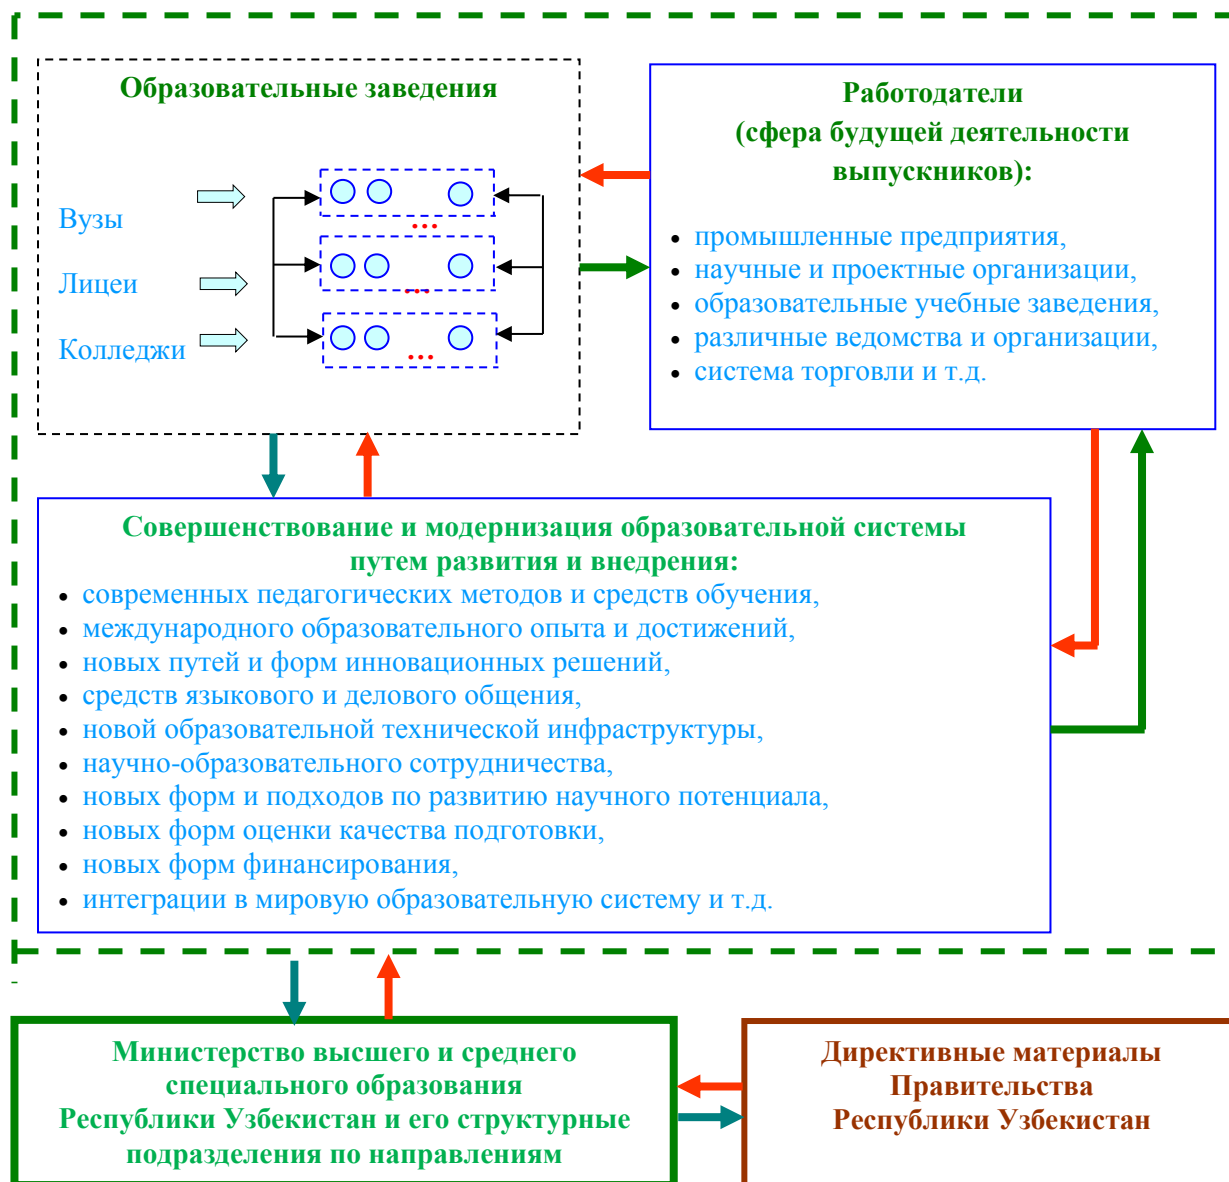 Образовательные заведения
Вузы
...
Лицеи
...
Колледжи
...
Работодатели
(сфера будущей деятельности
выпускников):
• промышленные предприятия,
• научные и проектные организации,
• образовательные учебные заведения,
• различные ведомства и организации,
• система торговли и т.д.
Совершенствование и модернизация образовательной системы
путем развития и внедрения:
• современных педагогических методов и средств обучения,
• международного образовательного опыта и достижений,
• новых путей и форм инновационных решений,
• средств языкового и делового общения,
• новой образовательной технической инфраструктуры,
• научно-образовательного сотрудничества,
• новых форм и подходов по развитию научного потенциала,
• новых форм оценки качества подготовки,
• новых форм финансирования,
• интеграции в мировую образовательную систему и т.д.
Министерство высшего и среднего
специального образования
Республики Узбекистан и его структурные
подразделения по направлениям
Директивные материалы
Правительства
Республики Узбекистан